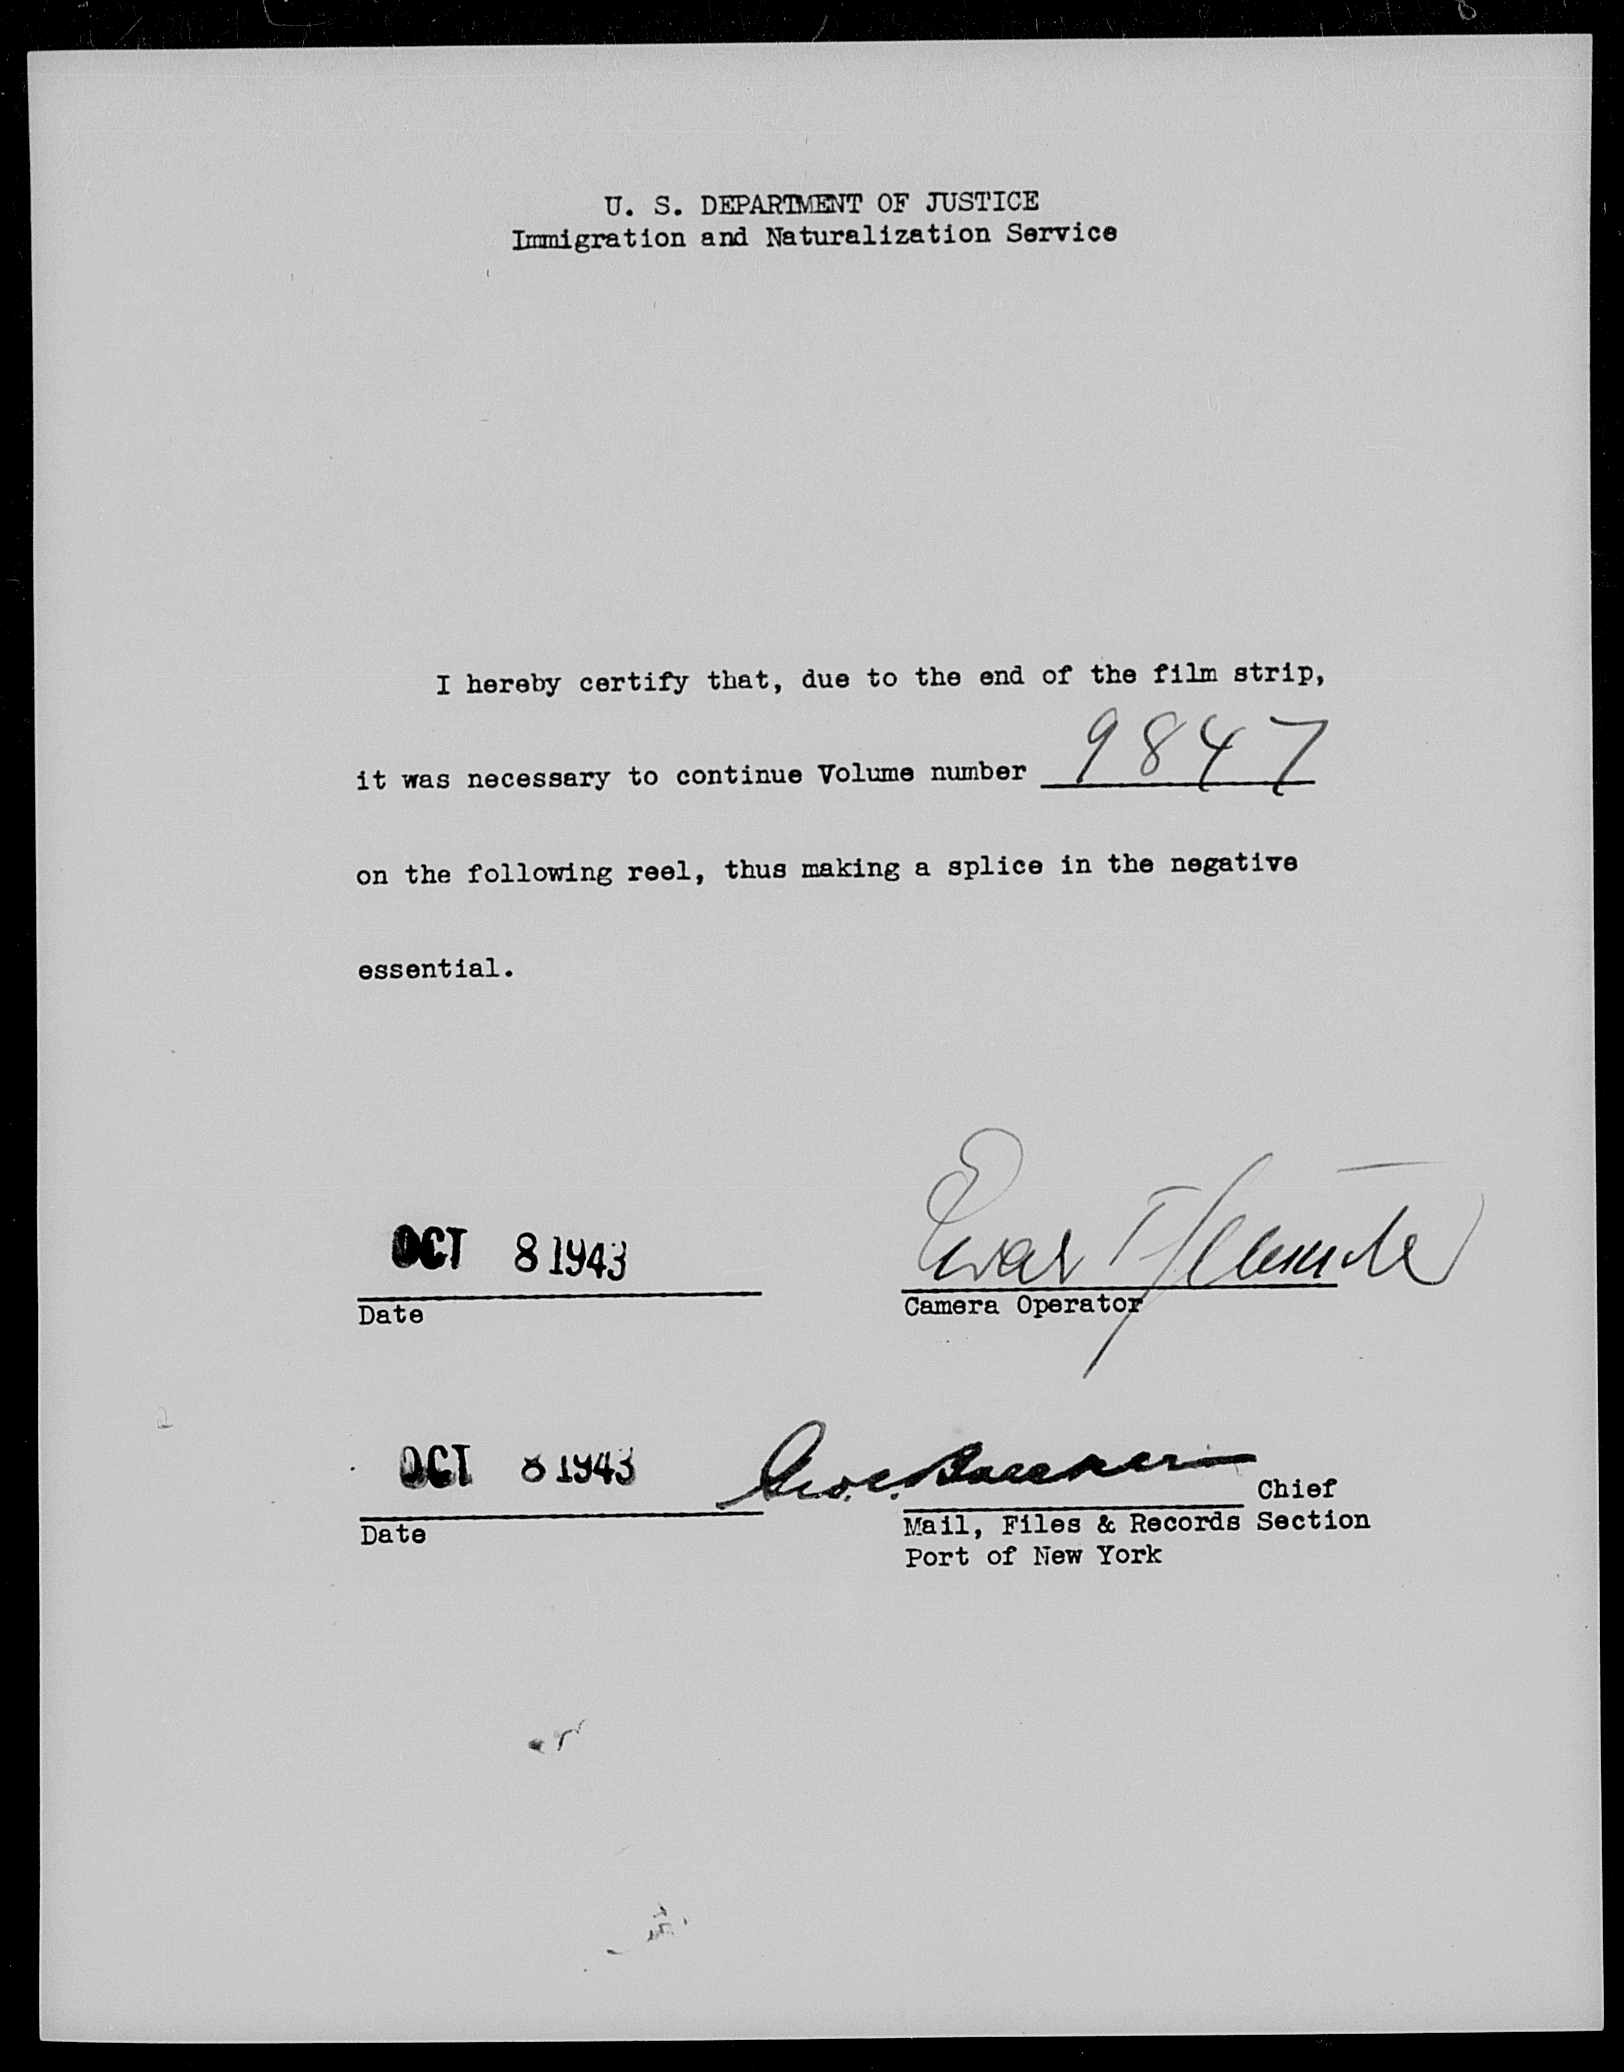 U. S. DEPARTMENT OF JUSTICE
Immigration and Naturalization Service
I hereby certify that, due to the end of the film strip,
it was necessary to continue Volume number 9847
on the following reel, thus making a splice in the negative
essential.
OCT 8 1943
Date
Camera Operator
OCT 8 1943
Date
Chief
Mail, Files & Records Section
Port of New York